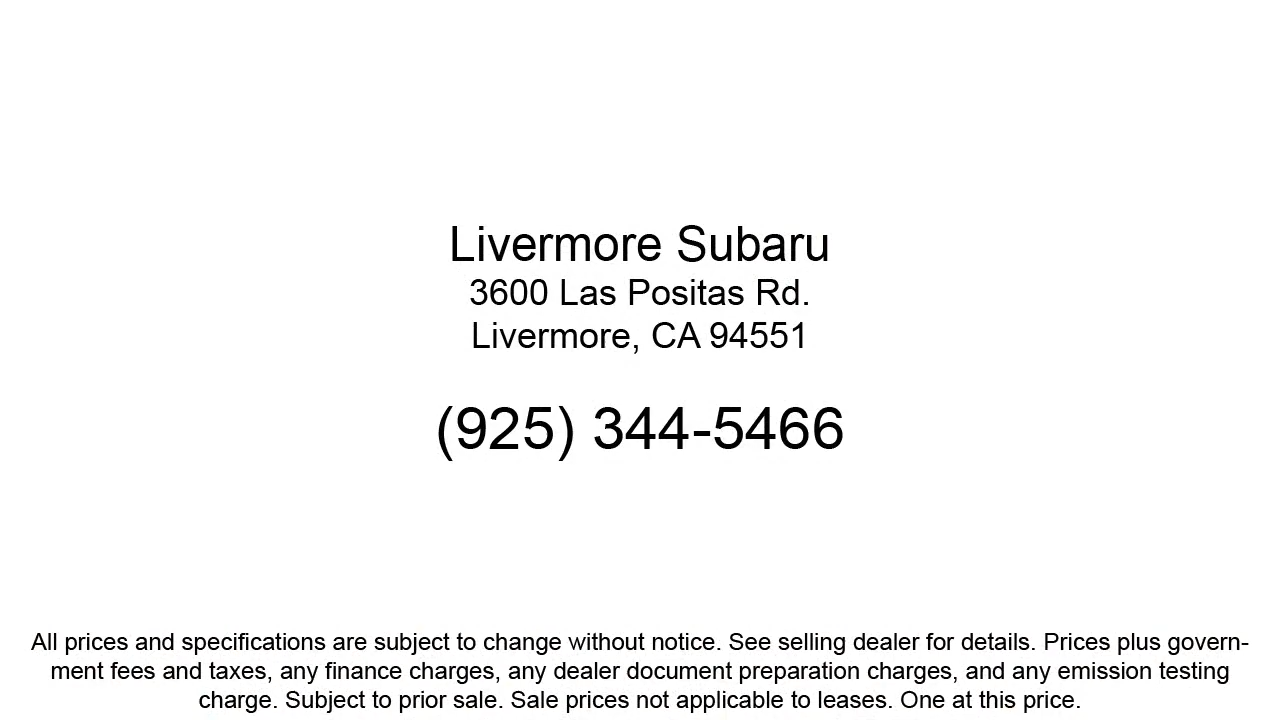 Livermore Subaru
3600 Las Positas Rd.
Livermore, CA 94551
(925) 344-5466
All prices and specifications are subject to change without notice. See selling dealer for details. Prices plus govern-
ment fees and taxes, any finance charges, any dealer document preparation charges, and any emission testing
charge. Subject to prior sale. Sale prices not applicable to leases. One at this price.